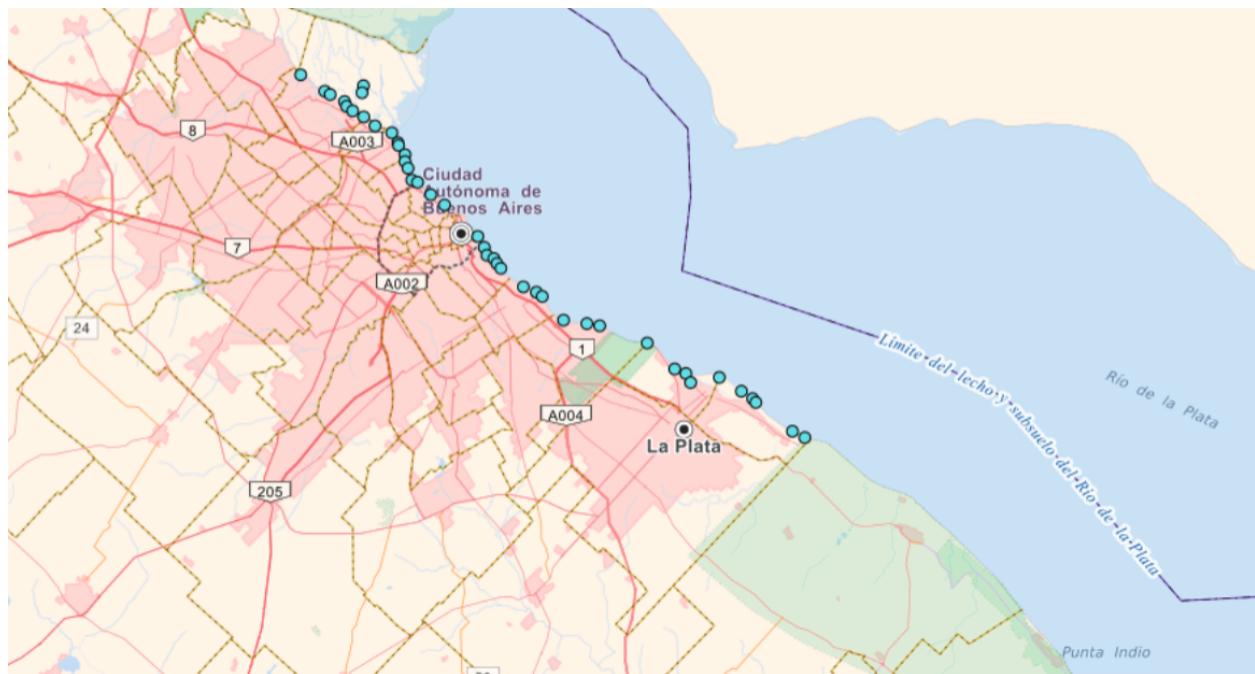 8
A003
Ciudad
Autónoma de
Buenos Aires
7
A002
24
1
Límite del lecho y subsuelo del Río de la Plata
Río de la Plata
A004
La Plata
205
Punta Indio